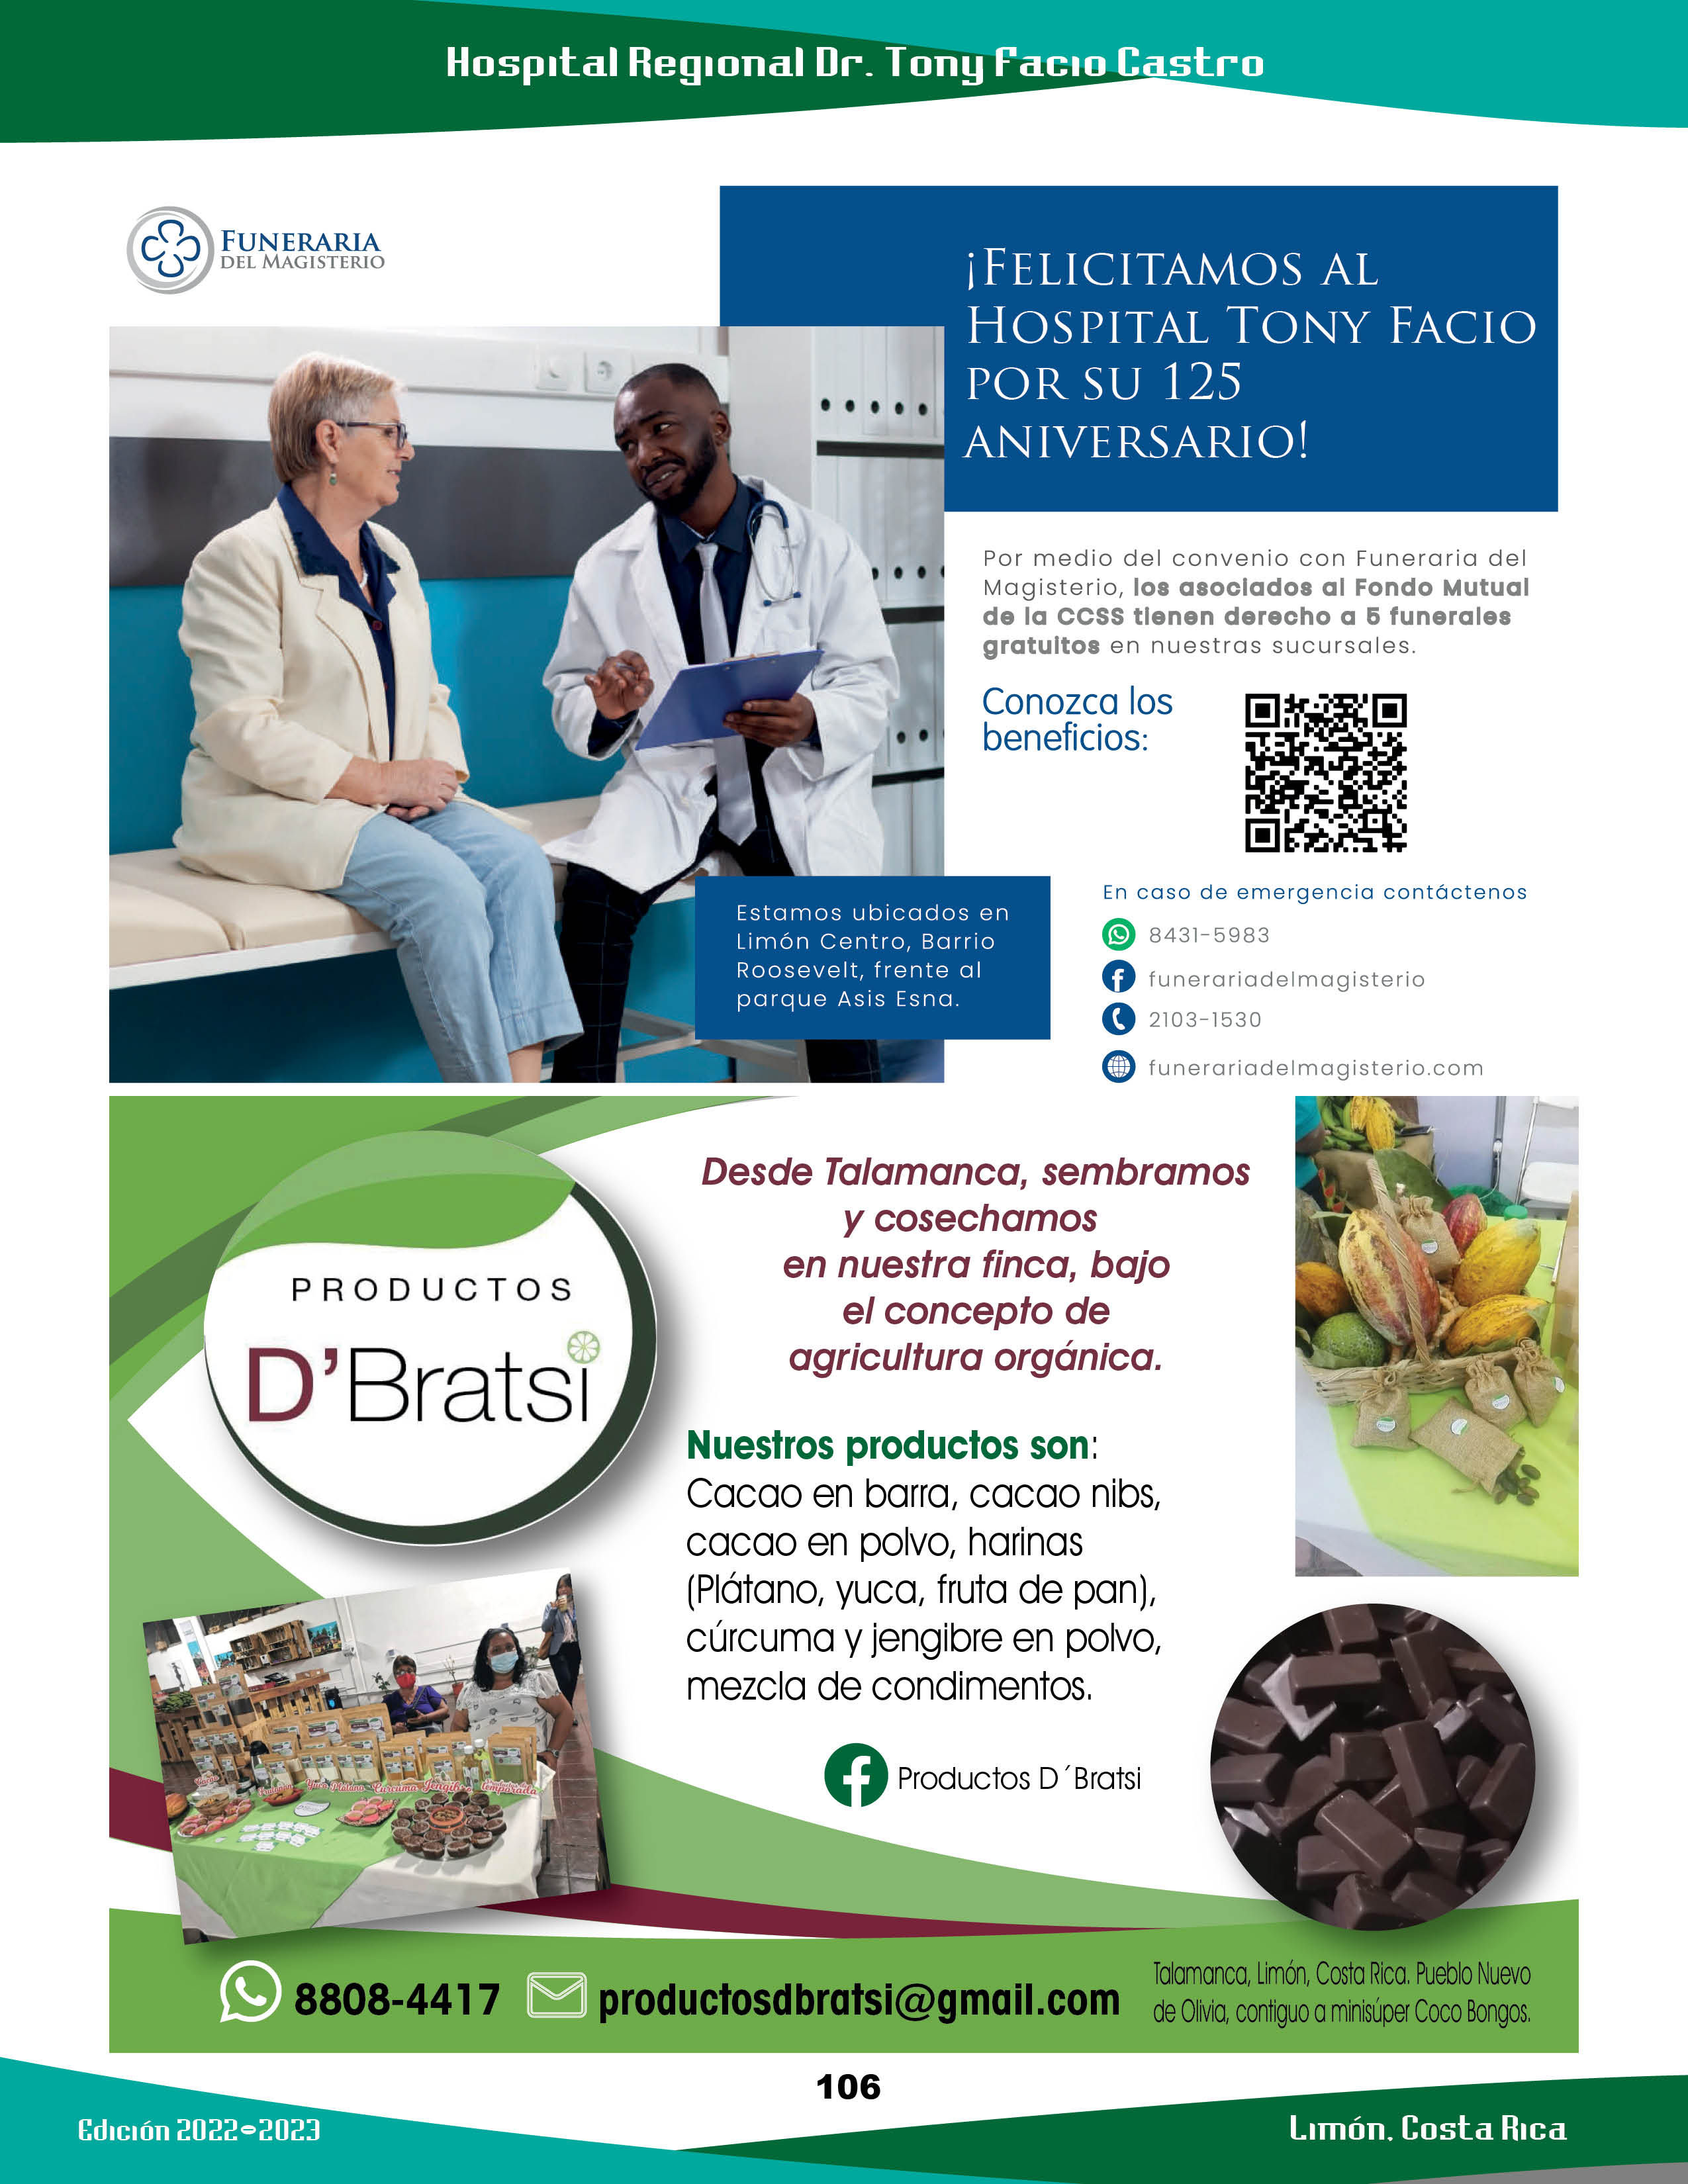 Hospital Regional Dr. Tony Facio Castro
FUNERARIA
DEL MAGISTERIO
¡FELICITAMOS AL
HOSPITAL TONY FACIO
POR SU 125
ANIVERSARIO!
Por medio del convenio con Funeraria del
Magisterio, los asociados al Fondo Mutual
de la CCSS tienen derecho a 5 funerales
gratuitos en nuestras sucursales.
Conozca los
beneficios:
Estamos ubicados en
Limón Centro, Barrio
Roosevelt, frente al
parque Asis Esna.
En caso de emergencia contáctenos
8431-5983
funerariadelmagisterio
2103-1530
funerariadelmagisterio.com
PRODUCTOS
D'Bratsi
Desde Talamanca, sembramos
y cosechamos
en nuestra finca, bajo
el concepto de
agricultura orgánica.
Nuestros productos son:
Cacao en barra, cacao nibs,
cacao en polvo, harinas
(Plátano, yuca, fruta de pan),
cúrcuma y jengibre en polvo,
mezcla de condimentos.
Productos D´Bratsi
Yuca Plátano Cúrcuma Jengibre
8808-4417
productosdbratsi@gmail.com
Talamanca, Limón, Costa Rica. Pueblo Nuevo
de Olivia, contiguo a minisúper Coco Bongos.
106
Edición 2022-2023
Limón, Costa Rica